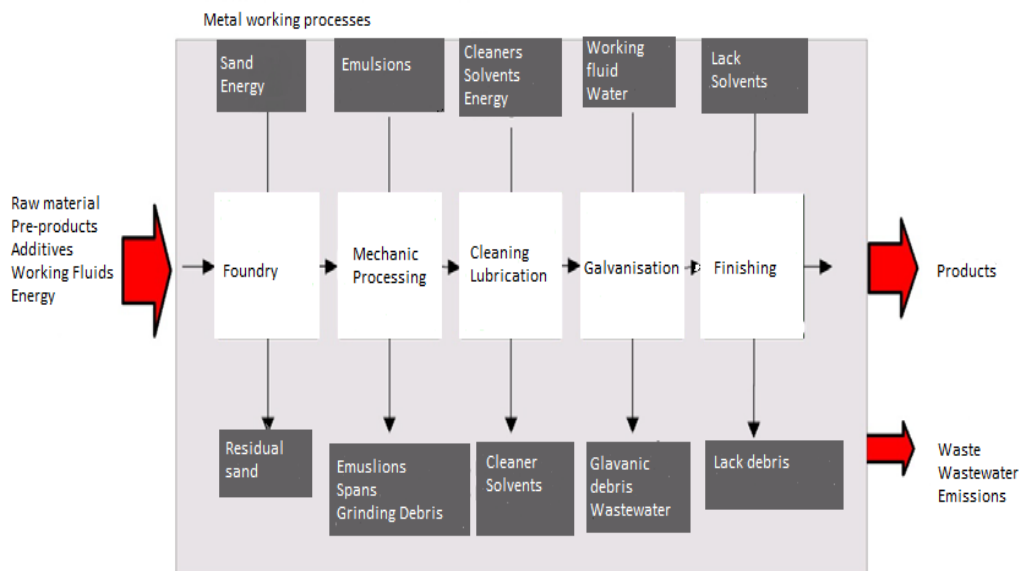 Metal working processes
Sand
Energy
Emulsions
Cleaners
Solvents
Energy
Working
fluid
Water
Lack
Solvents
Raw material
Pre-products
Additives
Working Fluids
Energy
Foundry
Mechanic
Processing
Cleaning
Lubrication
Galvanisation
Finishing
Products
Residual
sand
Emuslions
Spans
Grinding Debris
Cleaner
Solvents
Glavanic
debris
Wastewater
Lack debris
Waste
Wastewater
Emissions